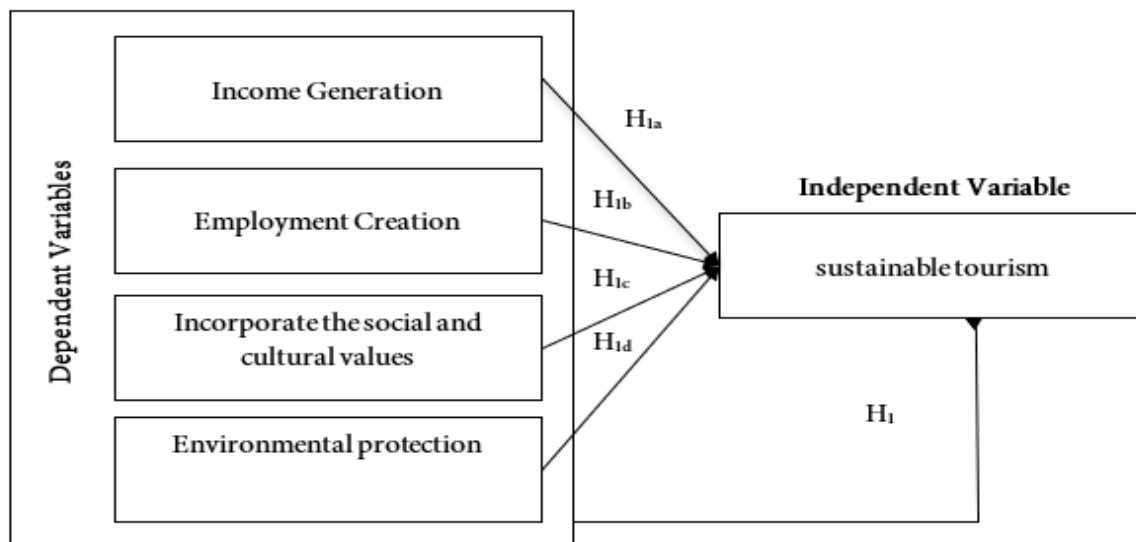 Dependent Variables
Income Generation
Employment Creation
Incorporate the social and
cultural values
Environmental protection
H1a
H1b
H1c
H1d
Independent Variable
sustainable tourism
H1